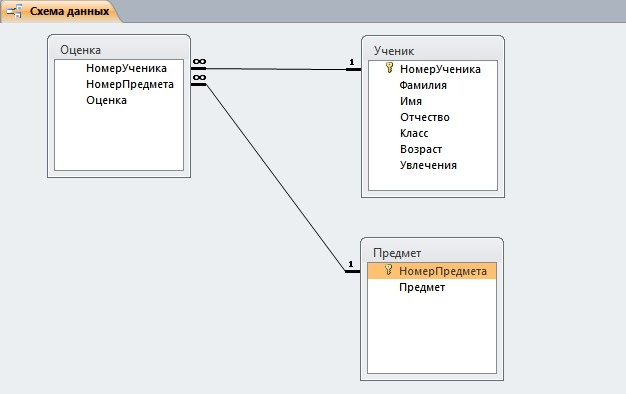 Схема данных
Оценка
НомерУченика
НомерПредмета
Оценка
∞
∞
1
Ученик
НомерУченика
Фамилия
Имя
Отчество
Класс
Возраст
Увлечения
1
Предмет
НомерПредмета
Предмет